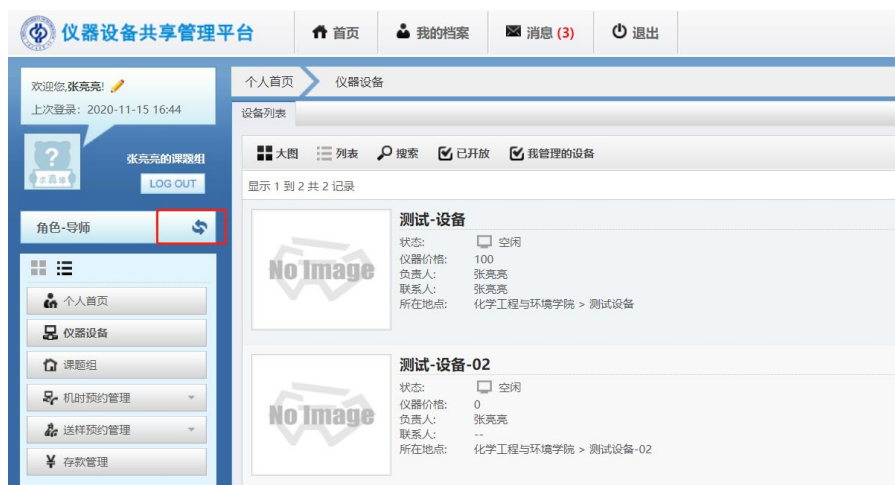 仪器设备共享管理平台
首页
我的档案
消息 (3)
退出
欢迎您,张亮亮!
上次登录：2020-11-15 16:44
张亮亮的课题组
LOG OUT
角色-导师
个人首页
仪器设备
课题组
机时预约管理
送样预约管理
¥ 存款管理
个人首页
仪器设备
设备列表
大图
列表
搜索
已开放
我管理的设备
显示 1 到 2 共 2 记录
No Image
测试-设备
状态: 空闲
仪器价格: 100
负责人: 张亮亮
联系人: 张亮亮
所在地点: 化学工程与环境学院 > 测试设备
No Image
测试-设备-02
状态: 空闲
仪器价格: 0
负责人: 张亮亮
联系人: --
所在地点: 化学工程与环境学院 > 测试设备-02